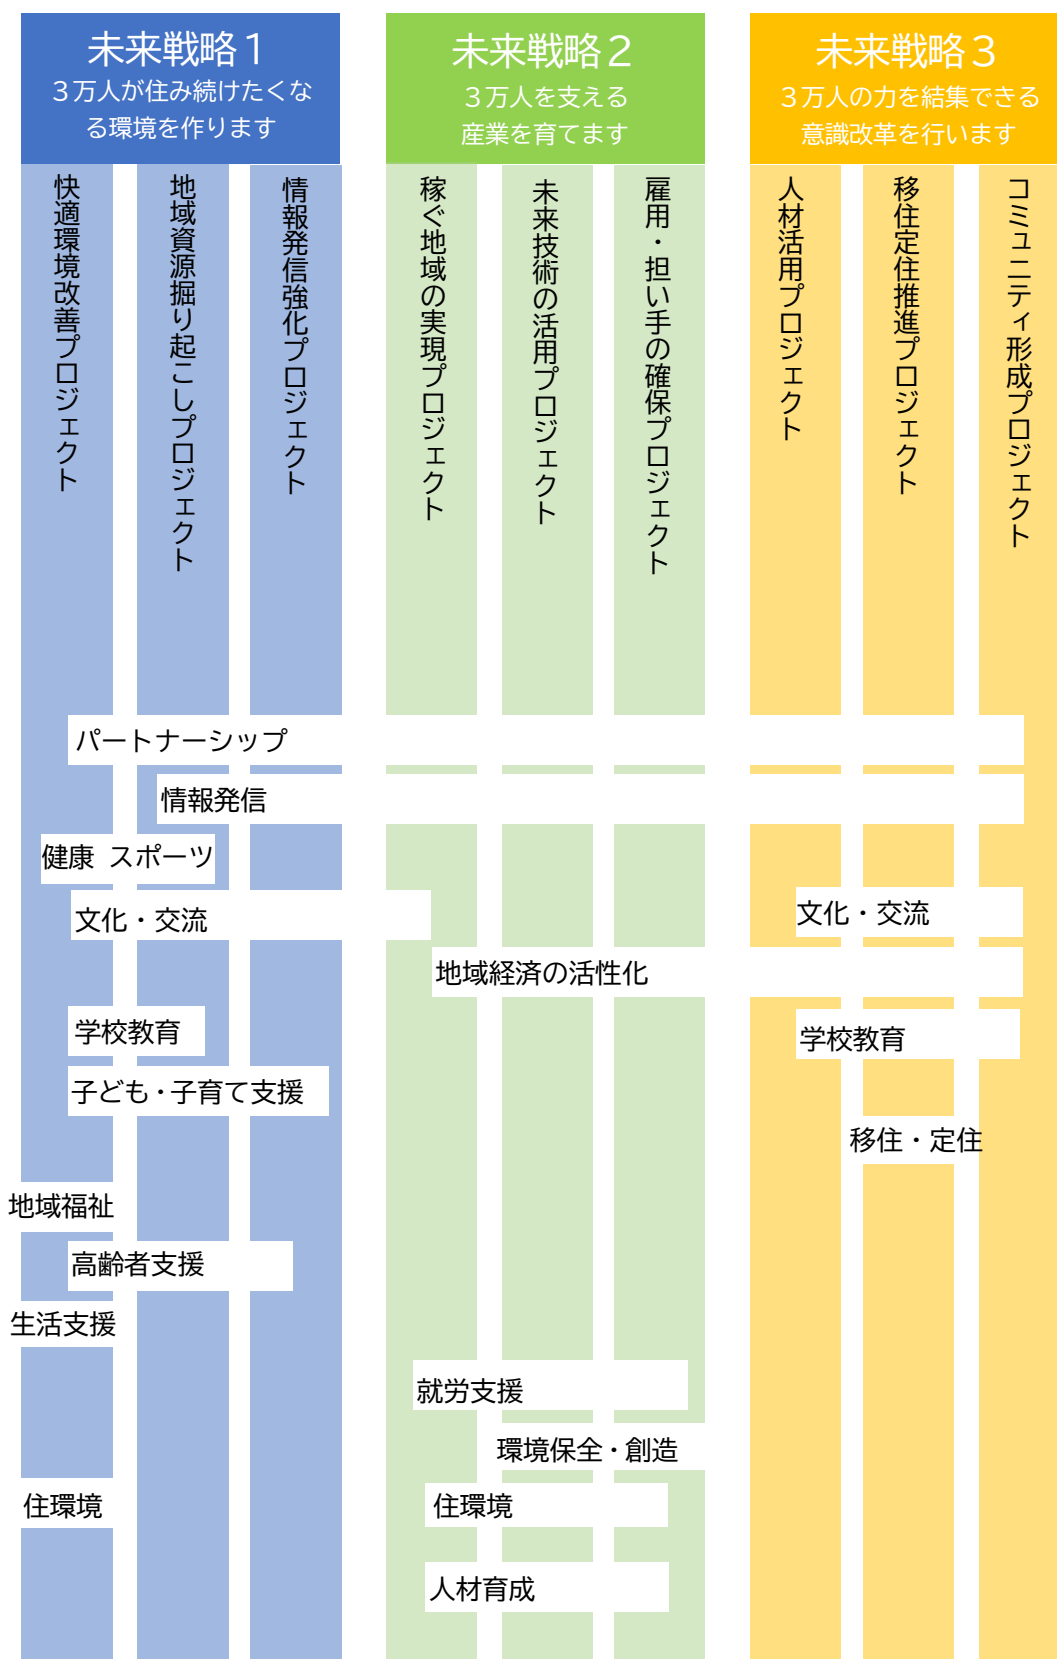 未来戦略１
３万人が住み続けたくな
る環境を作ります
未来戦略２
３万人を支える
産業を育てます
未来戦略３
３万人の力を結集できる
意識改革を行います
快適環境改善プロジェクト
地域資源掘り起こしプロジェクト
情報発信強化プロジェクト
稼ぐ地域の実現プロジェクト
未来技術の活用プロジェクト
雇用・担い手の確保プロジェクト
人材活用プロジェクト
移住定住推進プロジェクト
コミュニティ形成プロジェクト
パートナーシップ
情報発信
健康 スポーツ
文化・交流
文化・交流
地域経済の活性化
学校教育
学校教育
子ども・子育て支援
移住・定住
地域福祉
高齢者支援
生活支援
就労支援
環境保全・創造
住環境
住環境
人材育成